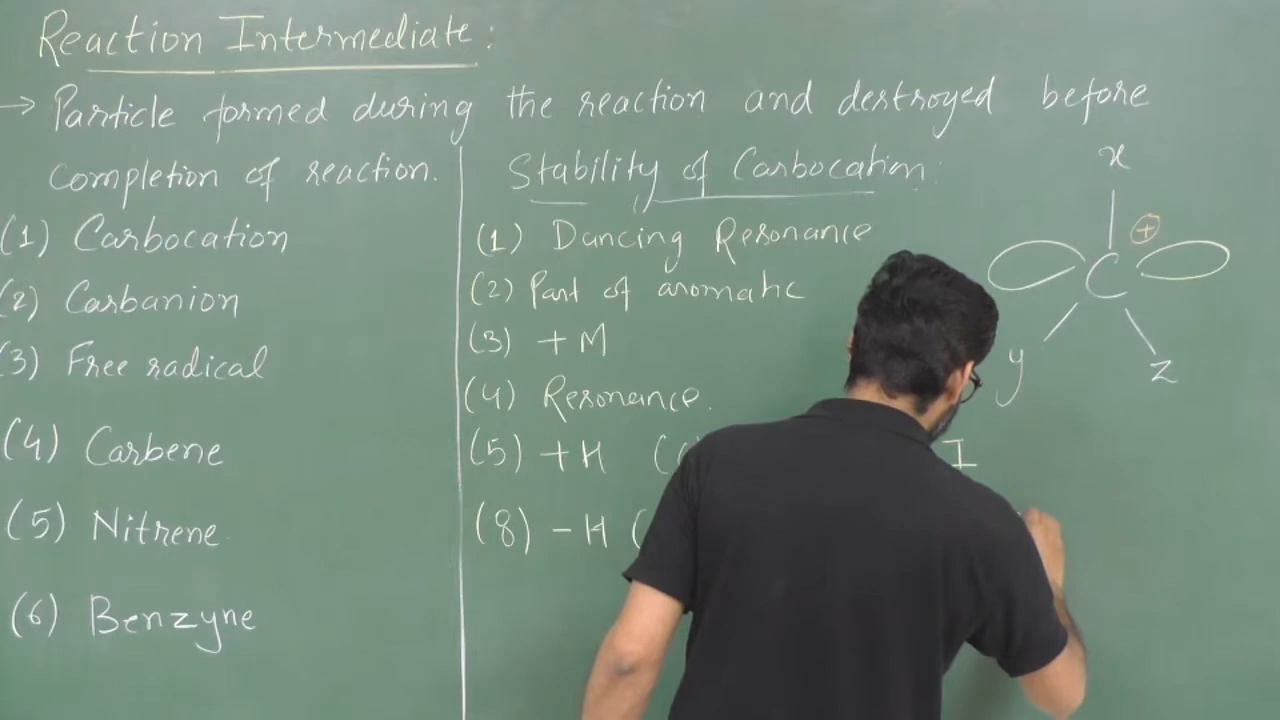 Reaction Intermediate:
→ Particle formed during the reaction and destroyed before
completion of reaction.
(1) Carbocation
(2) Carbanion
(3) Free radical
(4) Carbene
(5) Nitrene
(6) Benzyne
Stability of Carbocation:
(1) Dancing Resonance
(2) Part of aromatic
(3) +M
(4) Resonance.
(5) +H
I
(8) -H
x
+
C
y z